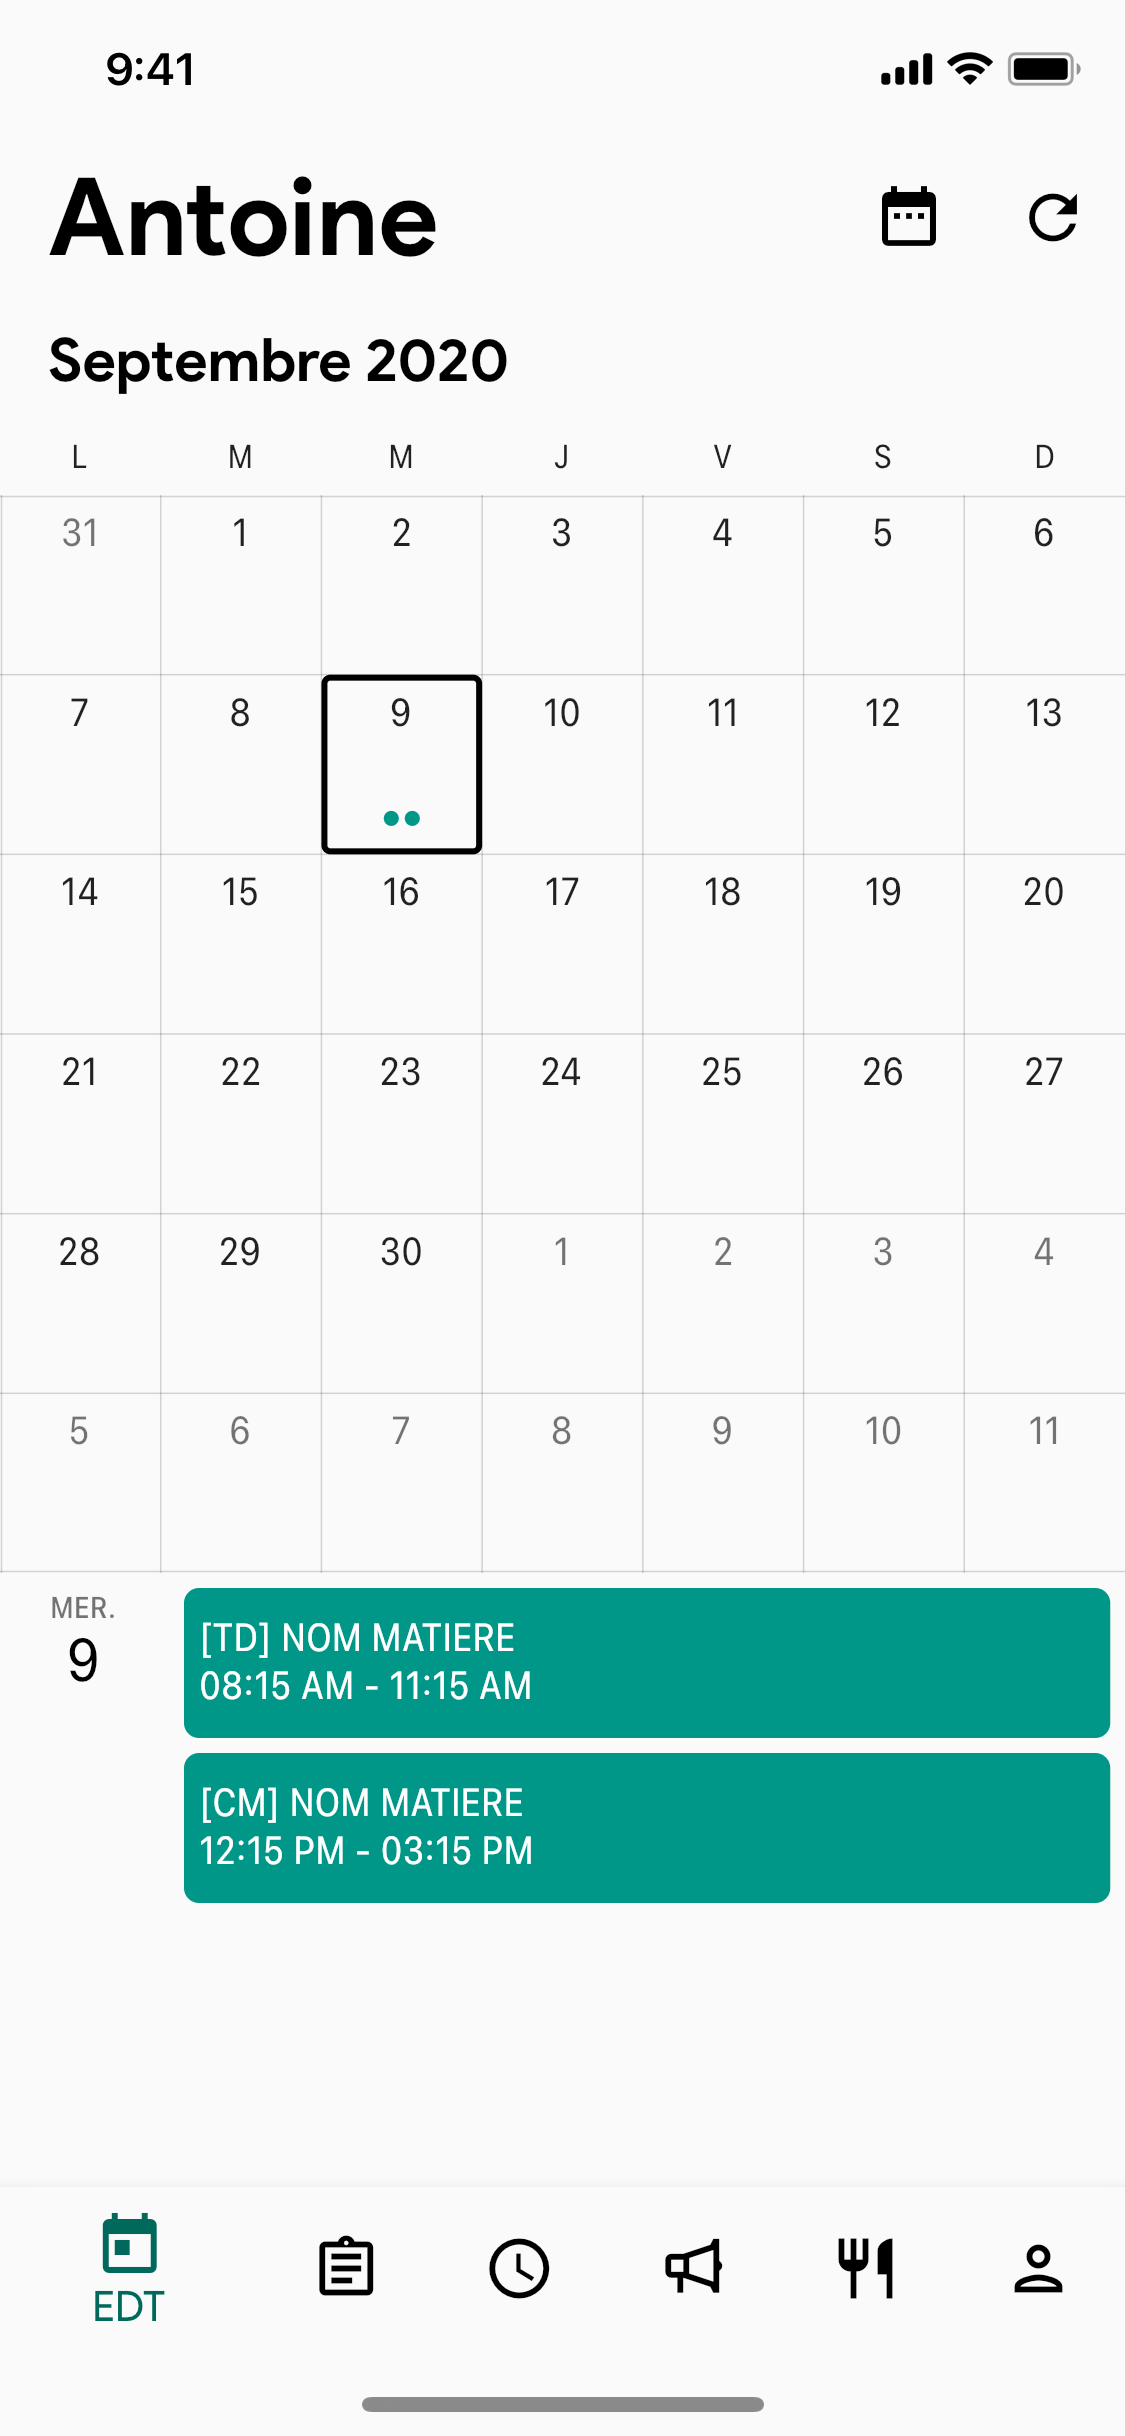 9:41
Antoine
Septembre 2020
L M M J V S D
31 1 2 3 4 5 6
7 8 9 10 11 12 13
14 15 16 17 18 19 20
21 22 23 24 25 26 27
28 29 30 1 2 3 4
5 6 7 8 9 10 11
MER.
9
[TD] NOM MATIERE
08:15 AM - 11:15 AM
[CM] NOM MATIERE
12:15 PM - 03:15 PM
EDT